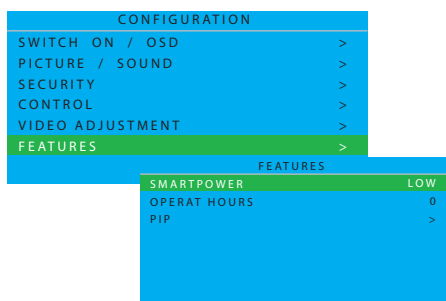 CONFIGURATION
SWITCH ON / OSD >
PICTURE / SOUND >
SECURITY >
CONTROL >
VIDEO ADJUSTMENT >
FEATURES >
FEATURES
SMARTPOWER LOW
OPERAT HOURS 0
PIP >